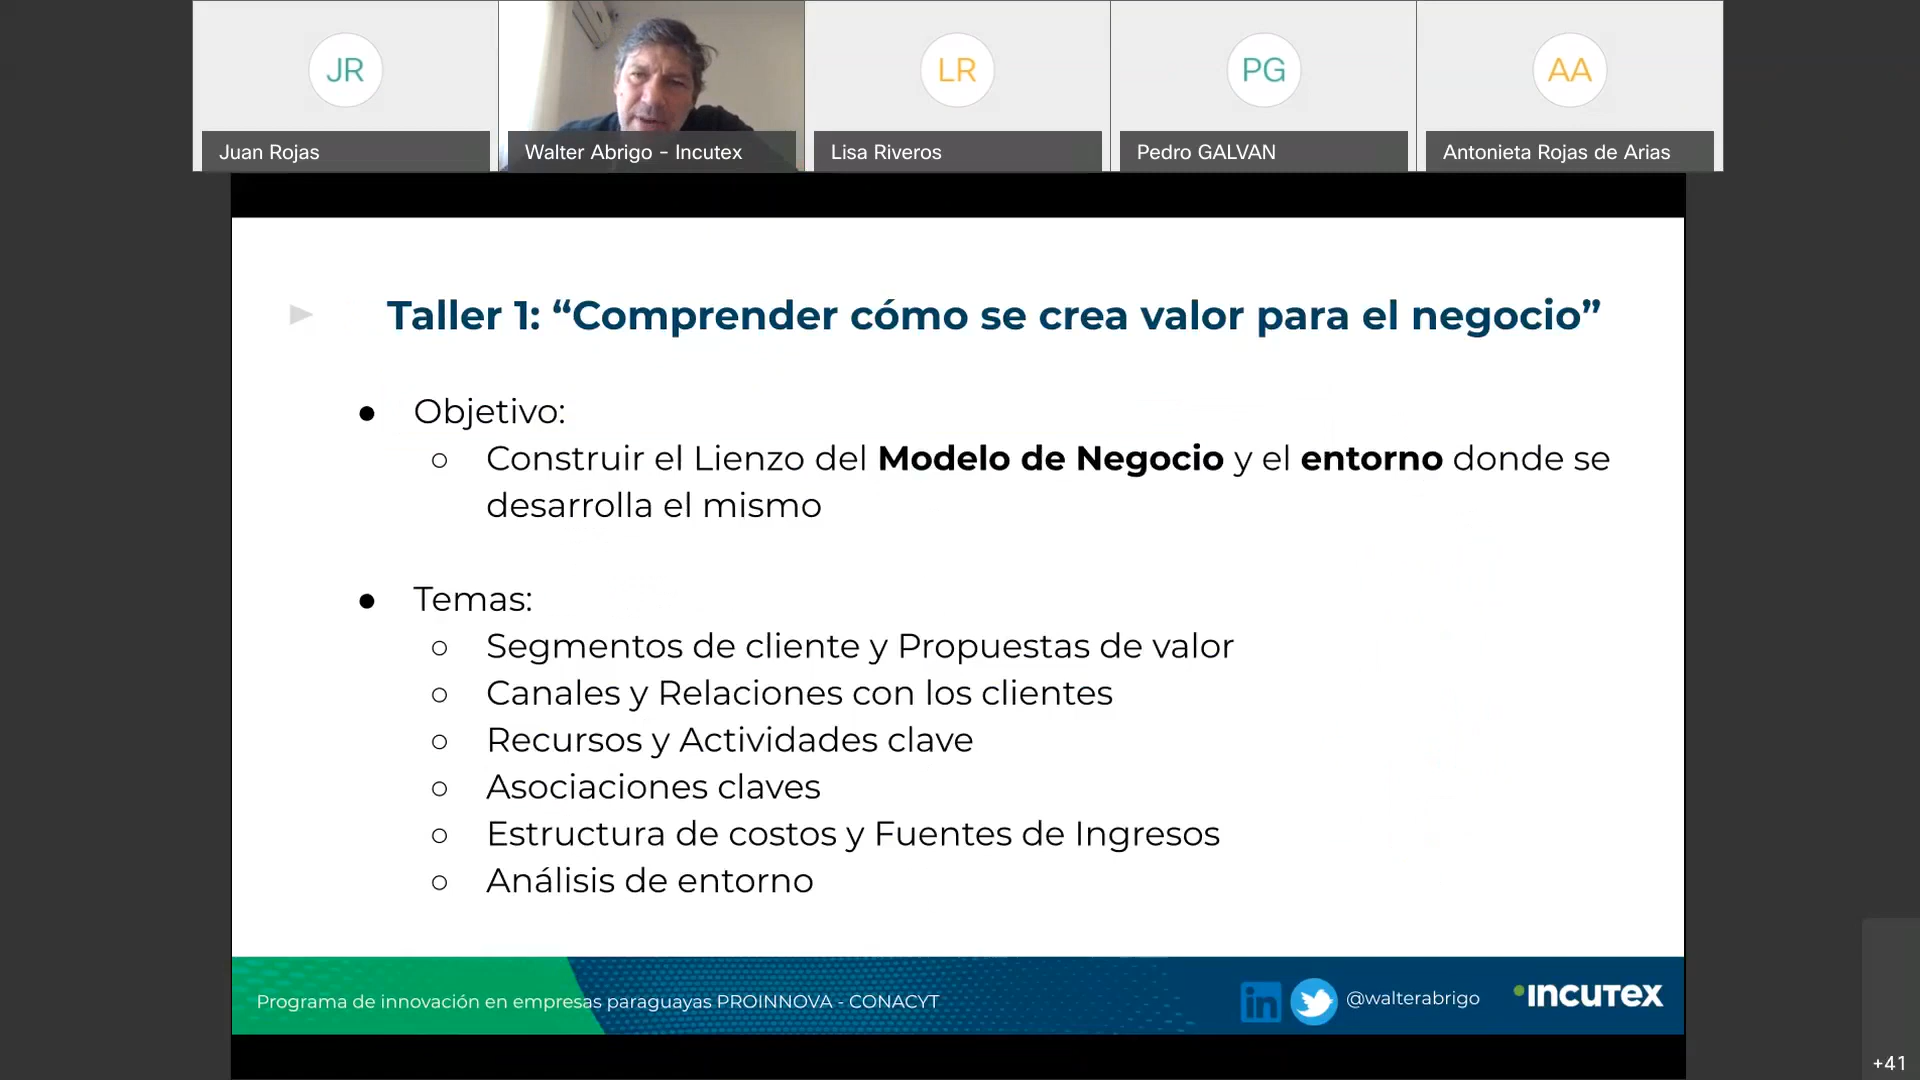 JR
LR
PG
AA
Juan Rojas
Walter Abrigo - Incutex
Lisa Riveros
Pedro GALVAN
Antonieta Rojas de Arias
Taller 1: “Comprender cómo se crea valor para el negocio”
● Objetivo:
○ Construir el Lienzo del Modelo de Negocio y el entorno donde se
desarrolla el mismo
● Temas:
○ Segmentos de cliente y Propuestas de valor
○ Canales y Relaciones con los clientes
○ Recursos y Actividades clave
○ Asociaciones claves
○ Estructura de costos y Fuentes de Ingresos
○ Análisis de entorno
Programa de innovación en empresas paraguayas PROINNOVA - CONACYT
in
@walterabrigo
INCUTEX
+41